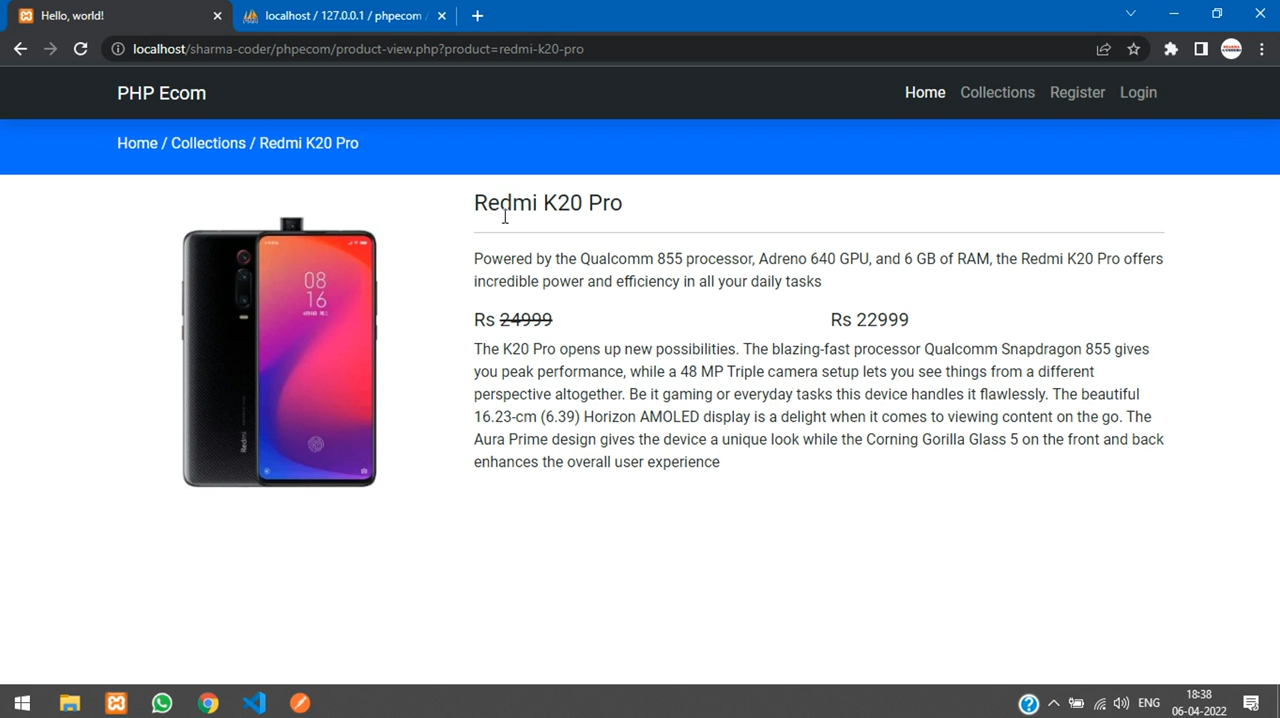 Hello, world!
localhost / 127.0.0.1 / phpecom /
localhost/sharma-coder/phpecom/product-view.php?product=redmi-k20-pro
PHP Ecom
Home Collections Register Login
Home / Collections / Redmi K20 Pro
Redmi K20 Pro
Powered by the Qualcomm 855 processor, Adreno 640 GPU, and 6 GB of RAM, the Redmi K20 Pro offers
incredible power and efficiency in all your daily tasks
Rs 24999 Rs 22999
The K20 Pro opens up new possibilities. The blazing-fast processor Qualcomm Snapdragon 855 gives
you peak performance, while a 48 MP Triple camera setup lets you see things from a different
perspective altogether. Be it gaming or everyday tasks this device handles it flawlessly. The beautiful
16.23-cm (6.39) Horizon AMOLED display is a delight when it comes to viewing content on the go. The
Aura Prime design gives the device a unique look while the Corning Gorilla Glass 5 on the front and back
enhances the overall user experience
08
16
Redmi
ENG
18:38
06-04-2022